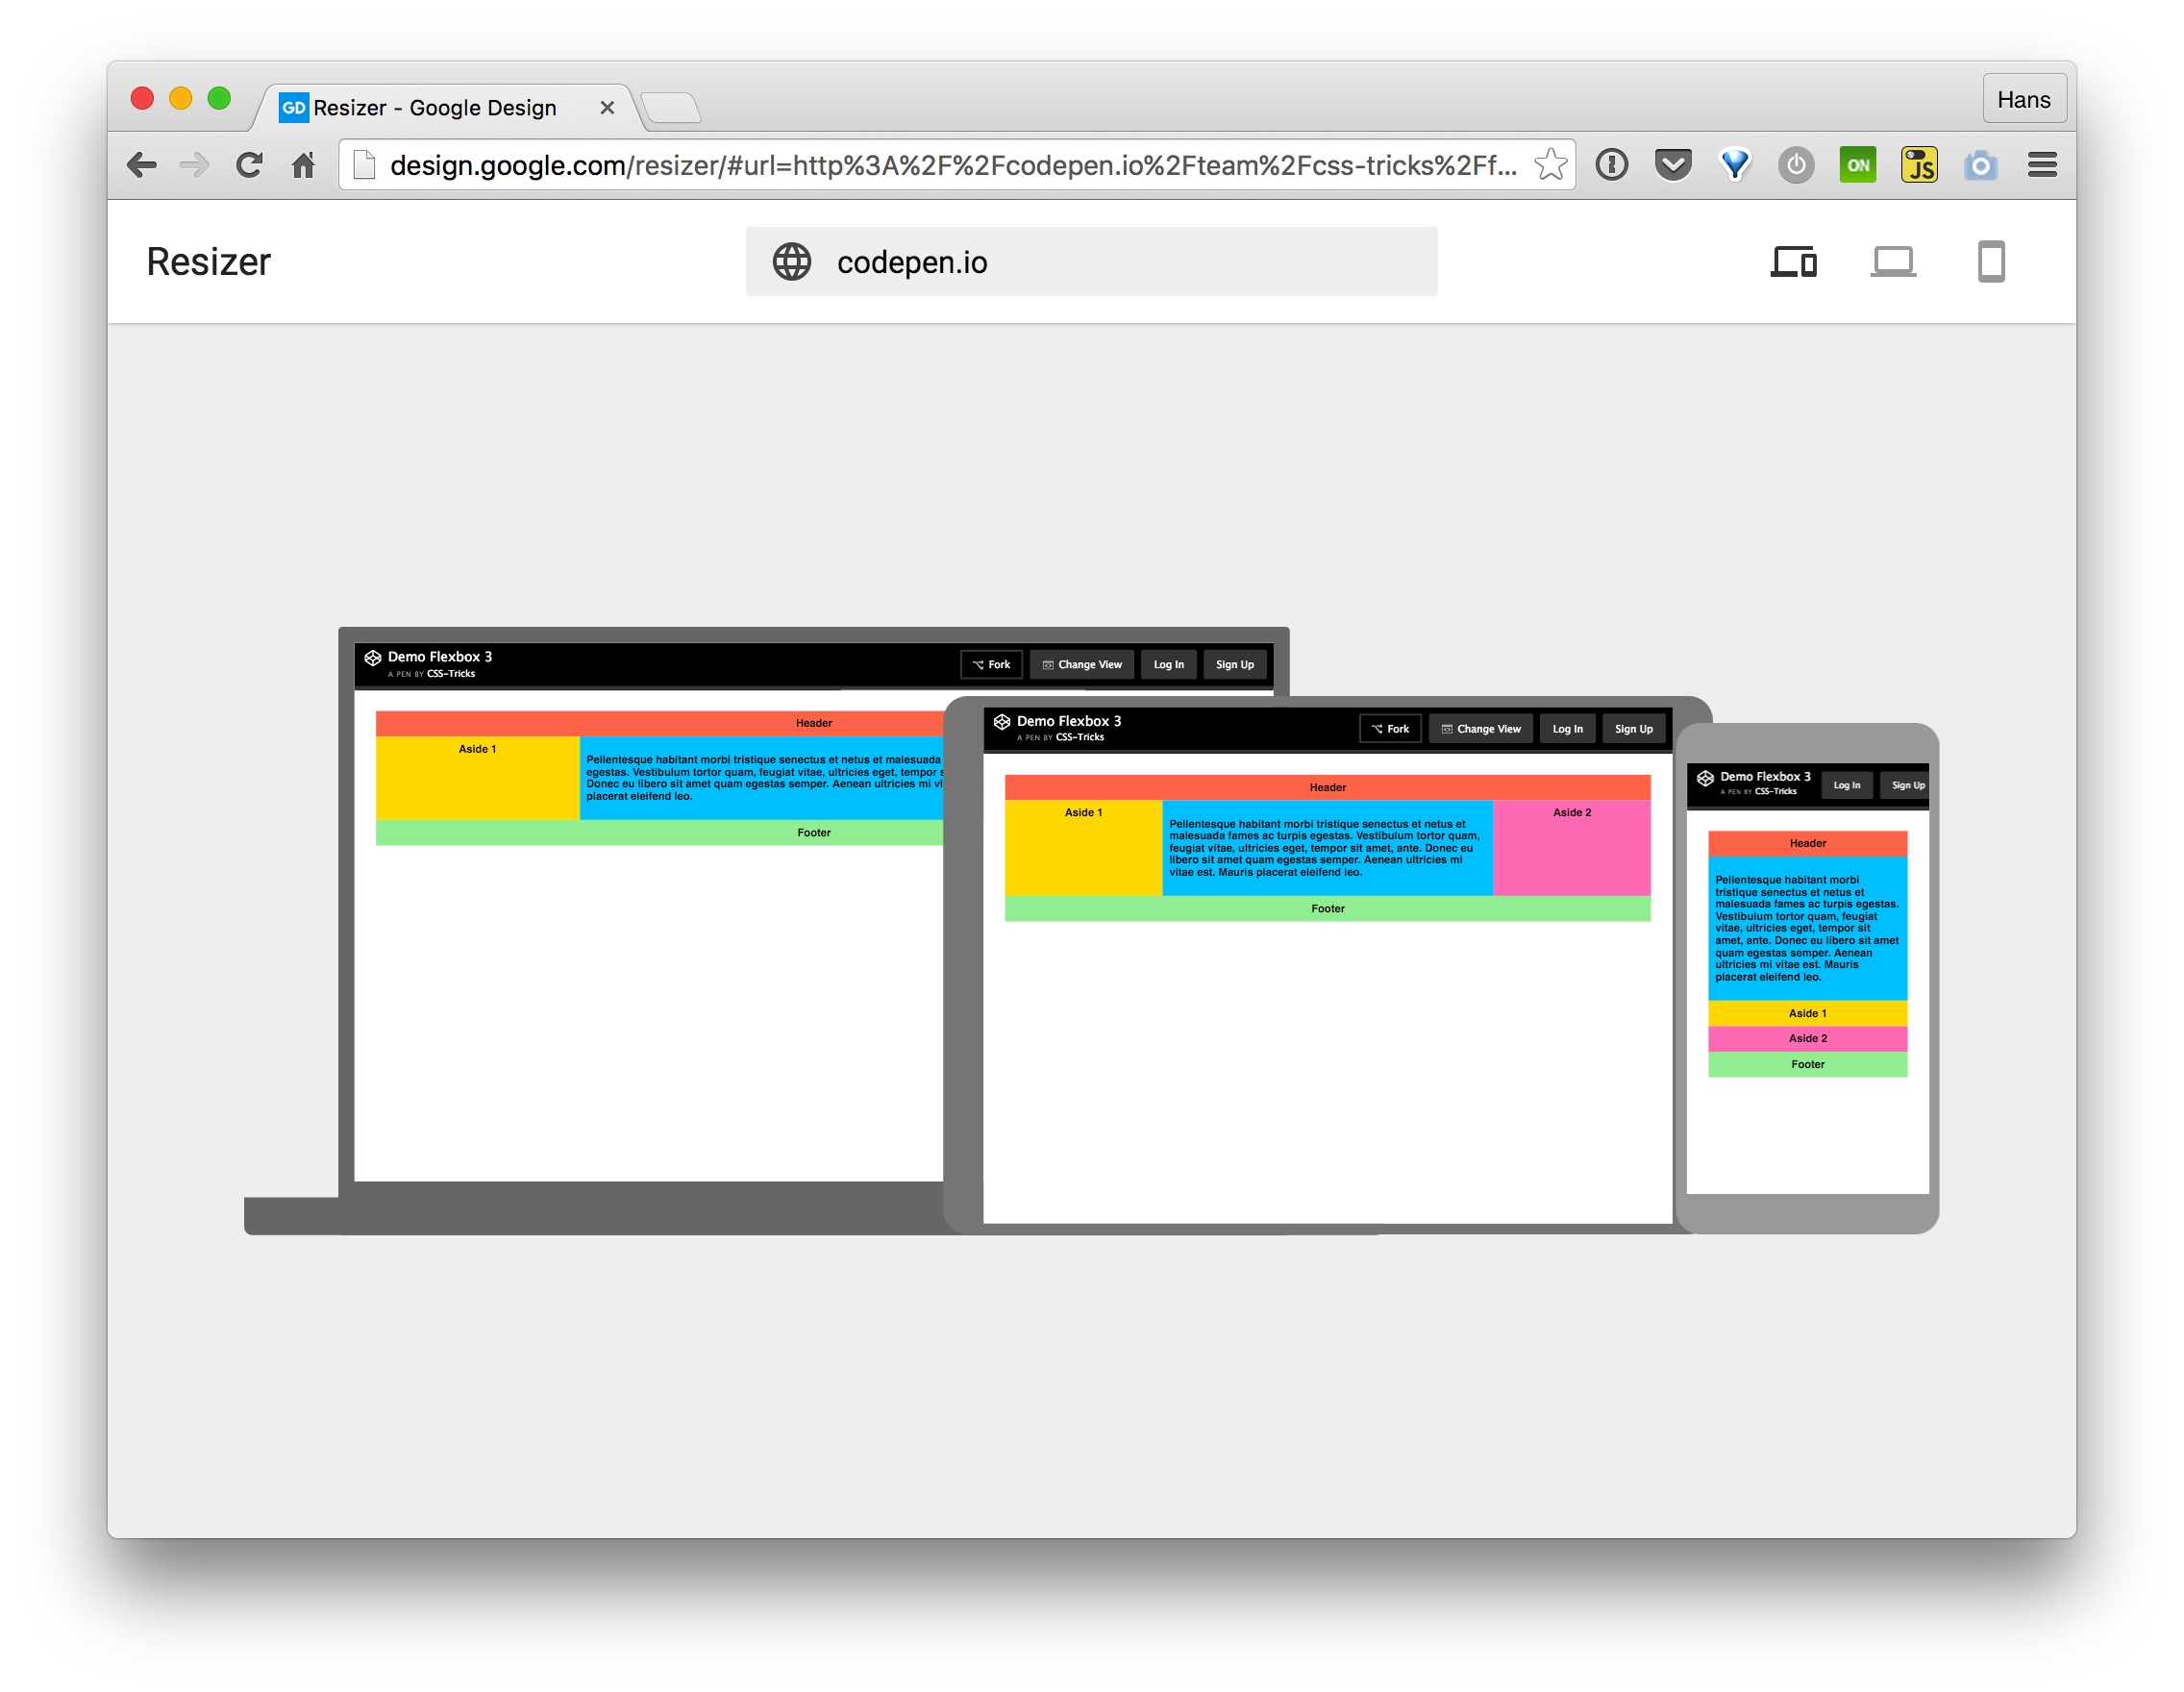 GD Resizer - Google Design
Hans
design.google.com/resizer/#url=http%3A%2F%2Fcodepen.io%2Fteam%2Fcss-tricks%2Ff...
ON
JS
Resizer
codepen.io
Demo Flexbox 3
A PEN BY CSS-Tricks
Fork
Change View
Log In
Sign Up
Header
Aside 1
Pellentesque habitant morbi tristique senectus et netus et malesuada
egestas. Vestibulum tortor quam, feugiat vitae, ultricies eget, tempor s
Donec eu libero sit amet quam egestas semper. Aenean ultricies mi vi
placerat eleifend leo.
Footer
Demo Flexbox 3
A PEN BY CSS-Tricks
Fork
Change View
Log In
Sign Up
Header
Aside 1
Pellentesque habitant morbi tristique senectus et netus et
malesuada fames ac turpis egestas. Vestibulum tortor quam,
feugiat vitae, ultricies eget, tempor sit amet, ante. Donec eu
libero sit amet quam egestas semper. Aenean ultricies mi
vitae est. Mauris placerat eleifend leo.
Aside 2
Footer
Demo Flexbox 3
A PEN BY CSS-Tricks
Log In
Sign Up
Header
Pellentesque habitant morbi
tristique senectus et netus et
malesuada fames ac turpis egestas.
Vestibulum tortor quam, feugiat
vitae, ultricies eget, tempor sit
amet, ante. Donec eu libero sit amet
quam egestas semper. Aenean
ultricies mi vitae est. Mauris
placerat eleifend leo.
Aside 1
Aside 2
Footer